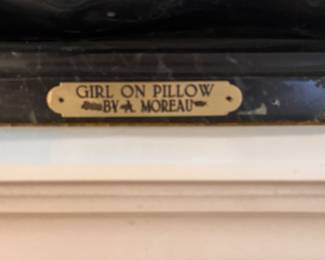 GIRL ON PILLOW
BY A. MOREAU